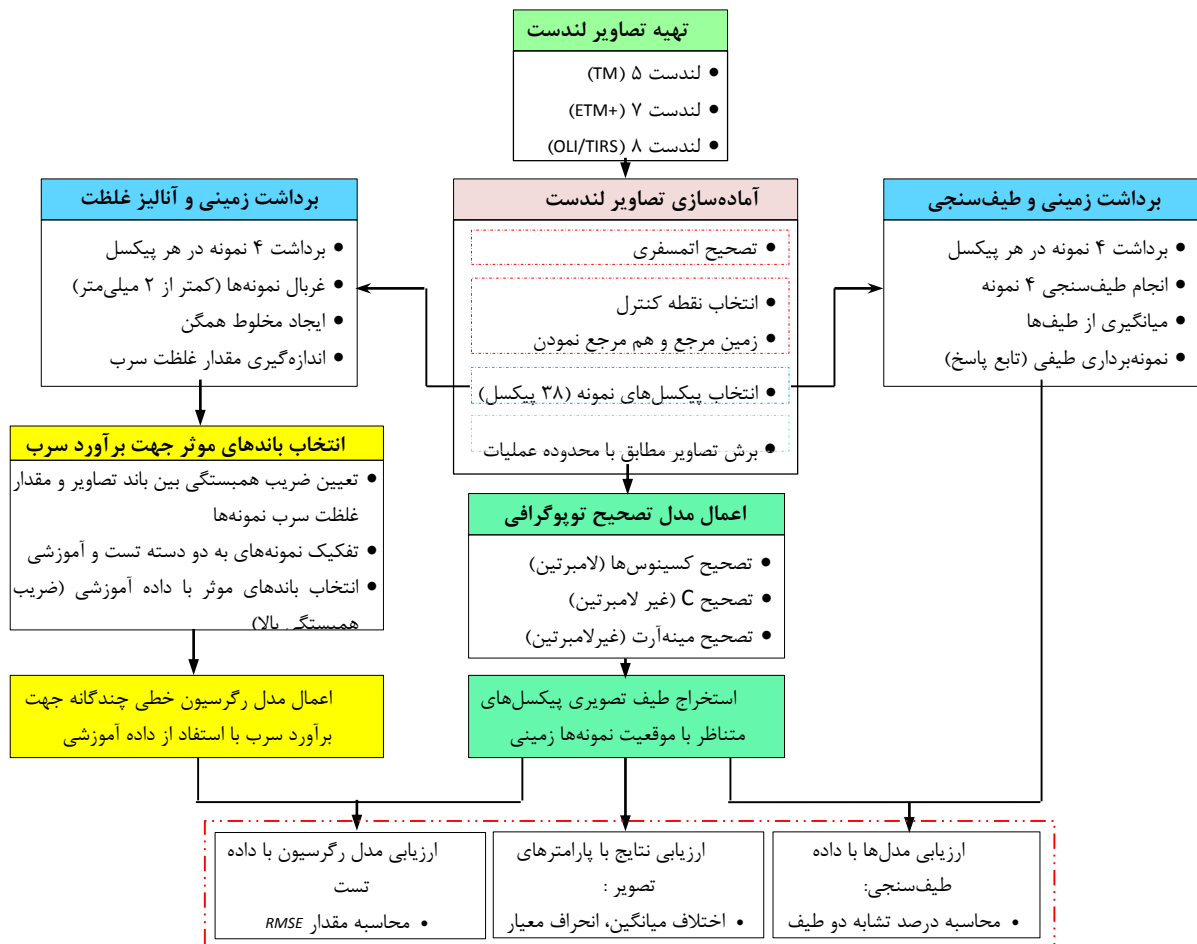 تهیه تصاویر لندست
• لندست ۵ (TM)
• لندست ۷ (ETM+)
• لندست ۸ (OLI/TIRS)
برداشت زمینی و طیف‌سنجی
• برداشت ۴ نمونه در هر پیکسل
• انجام طیف‌سنجی ۴ نمونه
• میانگیری از طیف‌ها
• نمونه‌برداری طیفی (تابع پاسخ)
آماده‌سازی تصاویر لندست
• تصحیح اتمسفری
• انتخاب نقطه کنترل
• زمین مرجع و هم مرجع نمودن
• انتخاب پیکسل‌های نمونه (۳۸ پیکسل)
• برش تصاویر مطابق با محدوده عملیات
برداشت زمینی و آنالیز غلظت
• برداشت ۴ نمونه در هر پیکسل
• غربال نمونه‌ها (کمتر از ۲ میلی‌متر)
• ایجاد مخلوط همگن
• اندازه‌گیری مقدار غلظت سرب
انتخاب باندهای موثر جهت برآورد سرب
• تعیین ضریب همبستگی بین باند تصاویر و مقدار
غلظت سرب نمونه‌ها
• تفکیک نمونه‌های به دو دسته تست و آموزشی
• انتخاب باندهای موثر با داده آموزشی (ضریب
همبستگی بالا)
اعمال مدل تصحیح توپوگرافی
• تصحیح کسینوس‌ها (لامبرتین)
• تصحیح C (غیر لامبرتین)
• تصحیح مینه‌آرت (غیرلامبرتین)
استخراج طیف تصویری پیکسل‌های
متناظر با موقعیت نمونه‌ها زمینی
اعمال مدل رگرسیون خطی چندگانه جهت
برآورد سرب با استفاد از داده آموزشی
ارزیابی مدل‌ها با داده
طیف‌سنجی:
• محاسبه درصد تشابه دو طیف
ارزیابی نتایج با پارامترهای
تصویر :
• اختلاف میانگین، انحراف معیار
ارزیابی مدل رگرسیون با داده
تست
• محاسبه مقدار RMSE